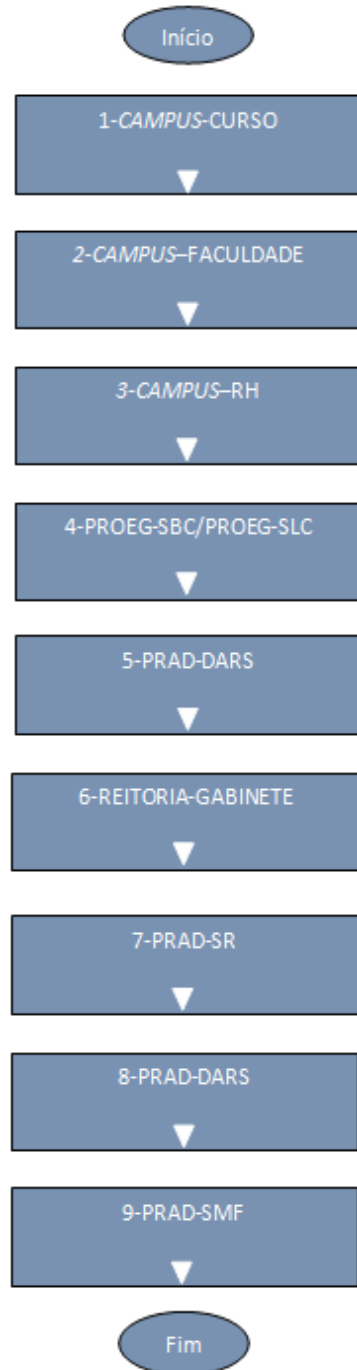 Início
1-CAMPUS-CURSO
2-CAMPUS–FACULDADE
3-CAMPUS–RH
4-PROEG-SBC/PROEG-SLC
5-PRAD-DARS
6-REITORIA-GABINETE
7-PRAD-SR
8-PRAD-DARS
9-PRAD-SMF
Fim